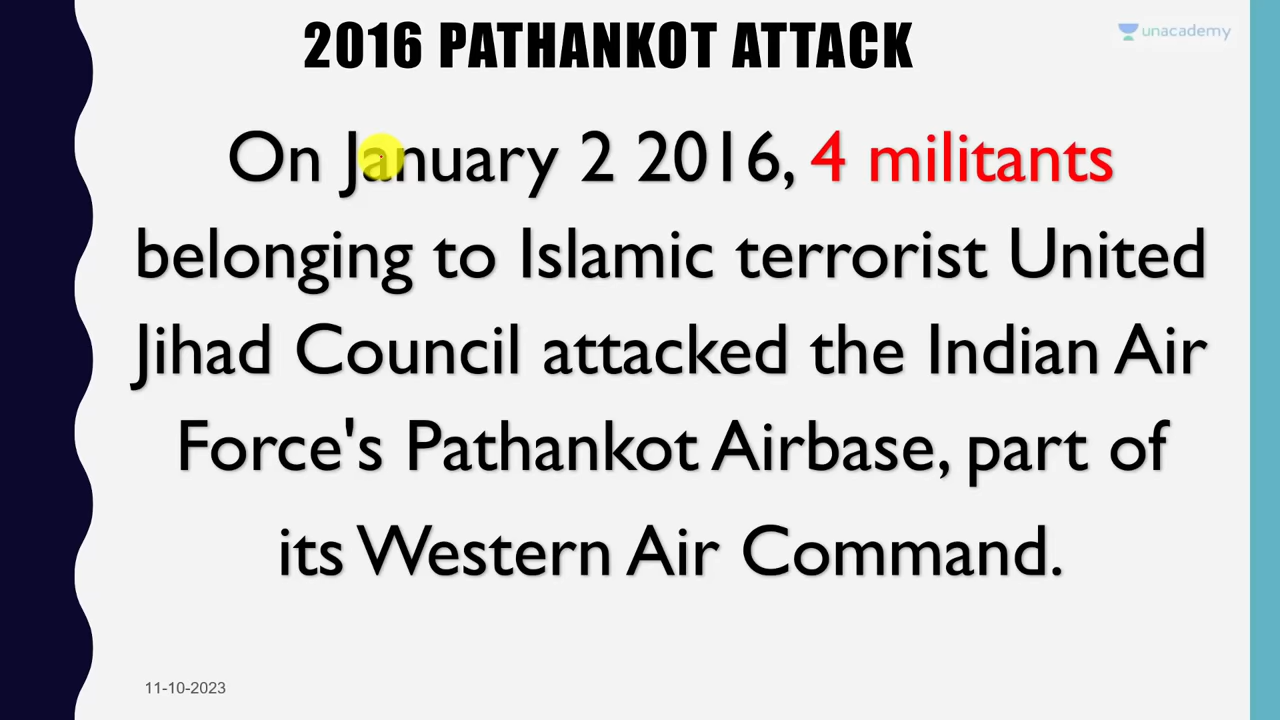 2016 PATHANKOT ATTACK
unacademy
On January 2 2016, 4 militants
belonging to Islamic terrorist United
Jihad Council attacked the Indian Air
Force's Pathankot Airbase, part of
its Western Air Command.
11-10-2023